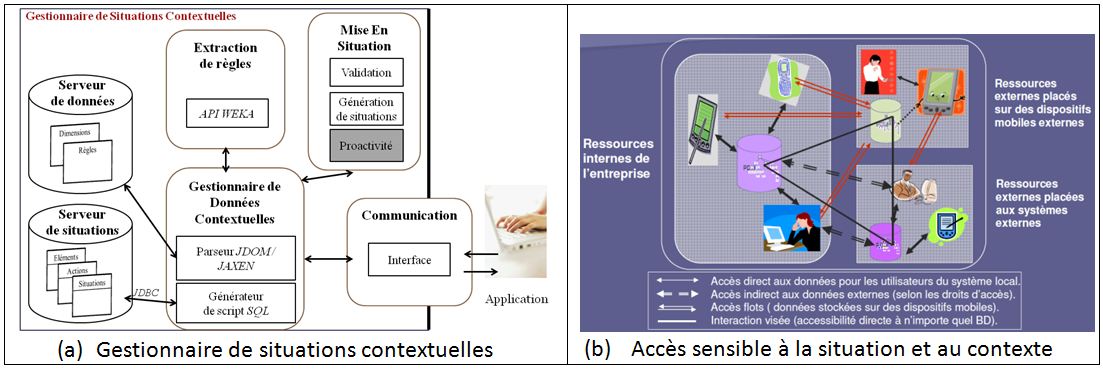 Gestionnaire de Situations Contextuelles
Serveur
de données
Dimensions
Règles
Serveur
de situations
Eléments
Actions
Situations
JDBC
Extraction
de règles
API WEKA
Mise En
Situation
Validation
Génération
de situations
Proactivité
Gestionnaire de
Données
Contextuelles
Parseur JDOM /
JAXEN
Générateur
de script SQL
Communication
Interface
Application
(a) Gestionnaire de situations contextuelles
Ressources
internes de
l'entreprise
Ressources
externes placés
sur des dispositifs
mobiles externes
Ressources
externes placées
aux systèmes
externes
Accès direct aux données pour les utilisateurs du système local.
Accès indirect aux données externes (selon les droits d'accès).
Accès flots ( données stockées sur des dispositifs mobiles).
Interaction visée (accessibilité directe à n'importe quel BD).
(b) Accès sensible à la situation et au contexte